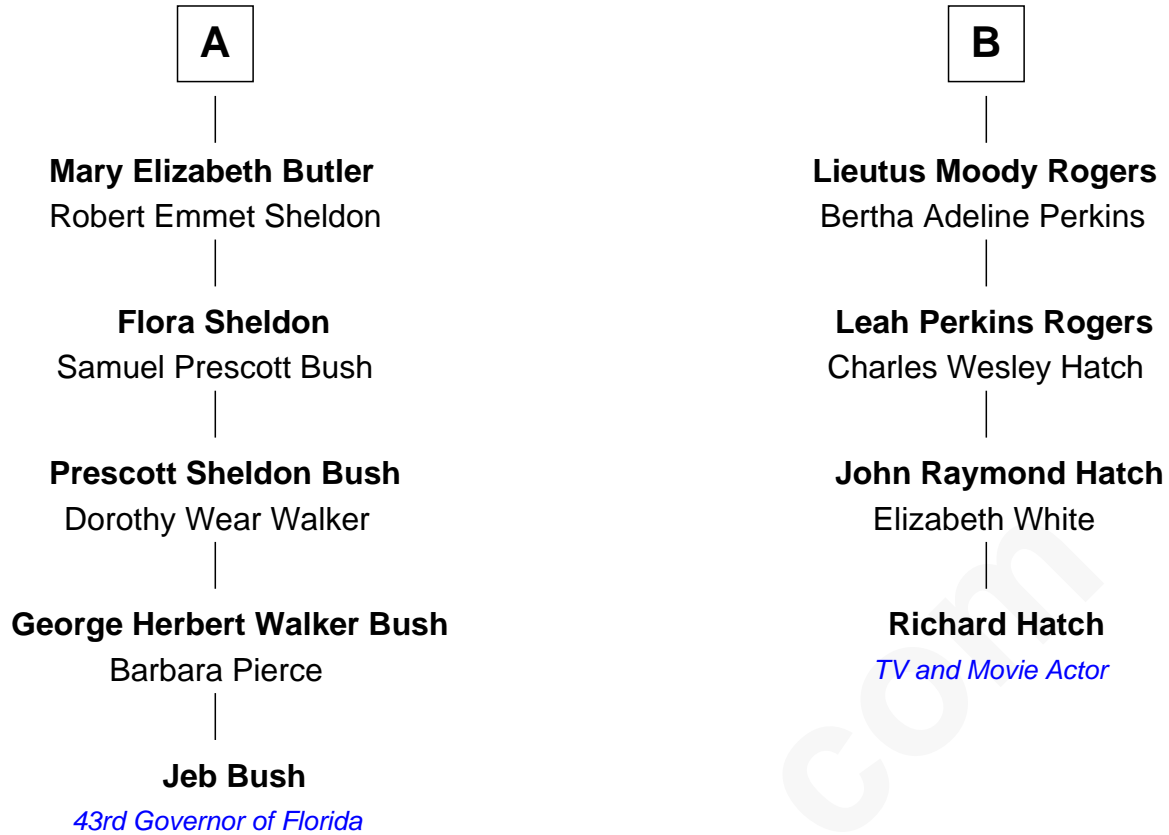 A
Mary Elizabeth Butler
Robert Emmet Sheldon
Flora Sheldon
Samuel Prescott Bush
Prescott Sheldon Bush
Dorothy Wear Walker
George Herbert Walker Bush
Barbara Pierce
Jeb Bush
43rd Governor of Florida
B
Lieutus Moody Rogers
Bertha Adeline Perkins
Leah Perkins Rogers
Charles Wesley Hatch
John Raymond Hatch
Elizabeth White
Richard Hatch
TV and Movie Actor
com